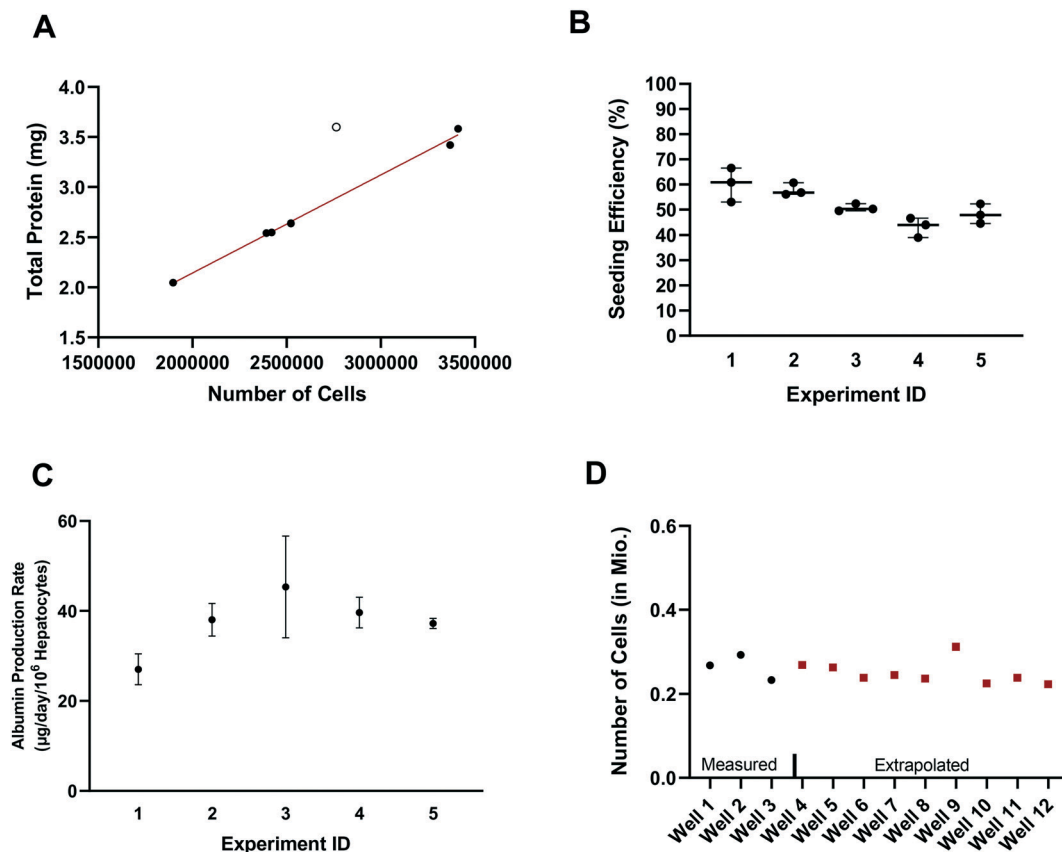 A
Total Protein (mg)
4.0
3.5
3.0
2.5
2.0
1.5
1500000 2000000 2500000 3000000 3500000
Number of Cells
B
Seeding Efficiency (%)
100
90
80
70
60
50
40
30
20
10
0
1 2 3 4 5
Experiment ID
C
Albumin Production Rate
(µg/day/10⁶ Hepatocytes)
60
40
20
0
1 2 3 4 5
Experiment ID
D
Number of Cells (in Mio.)
0.6
0.4
0.2
0.0
Measured Extrapolated
Well 1 Well 2 Well 3 Well 4 Well 5 Well 6 Well 7 Well 8 Well 9 Well 10 Well 11 Well 12